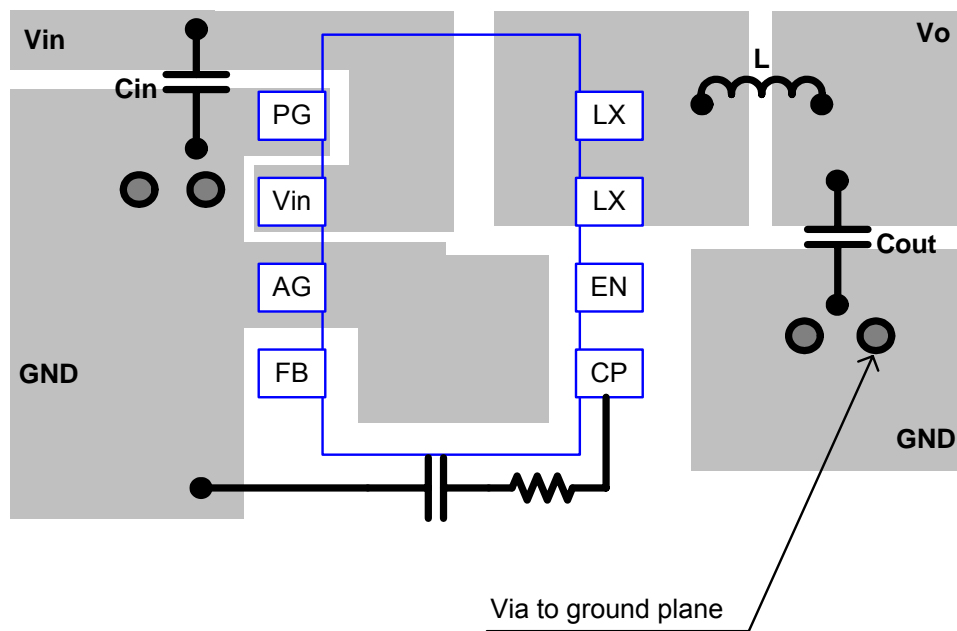 Vin
Vo
L
Cin
PG
LX
Vin
LX
Cout
AG
EN
GND
FB
CP
GND
Via to ground plane